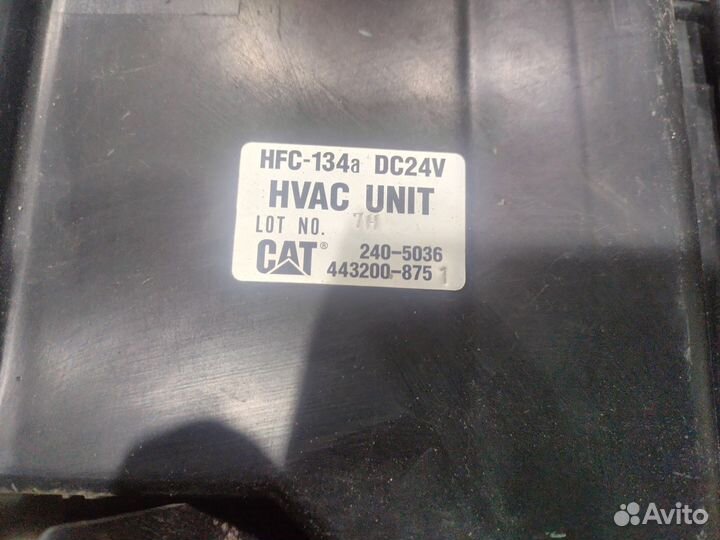 HFC-134a DC24V
HVAC UNIT
LOT NO. 7H
CAT® 240-5036
443200-875 1
Avito